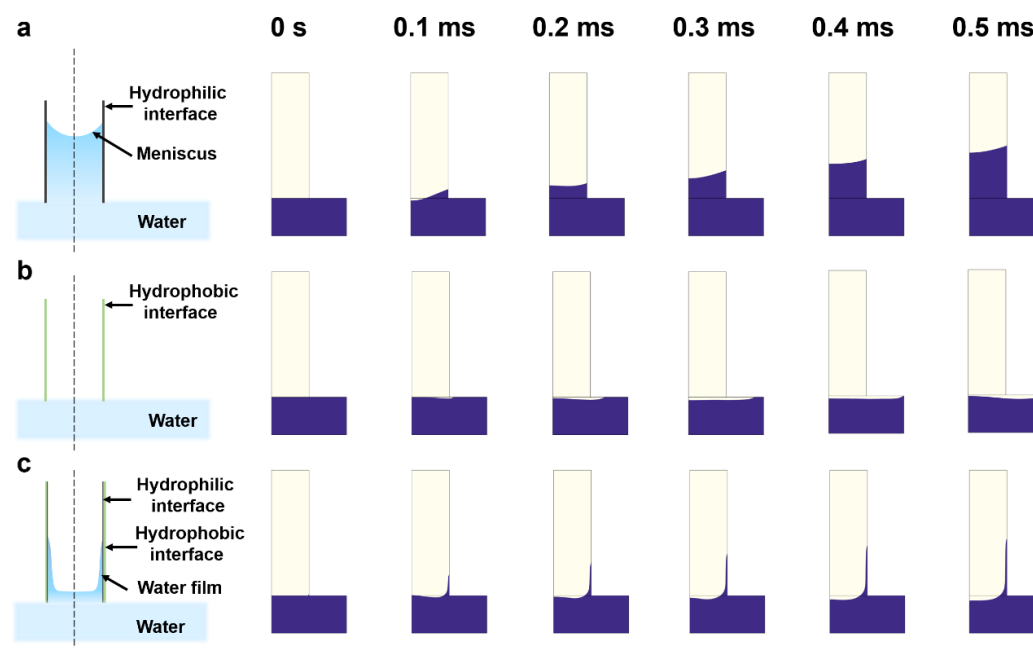 a
0 s 0.1 ms 0.2 ms 0.3 ms 0.4 ms 0.5 ms
Hydrophilic
interface
Meniscus
Water
b
Hydrophobic
interface
Water
c
Hydrophilic
interface
Hydrophobic
interface
Water film
Water